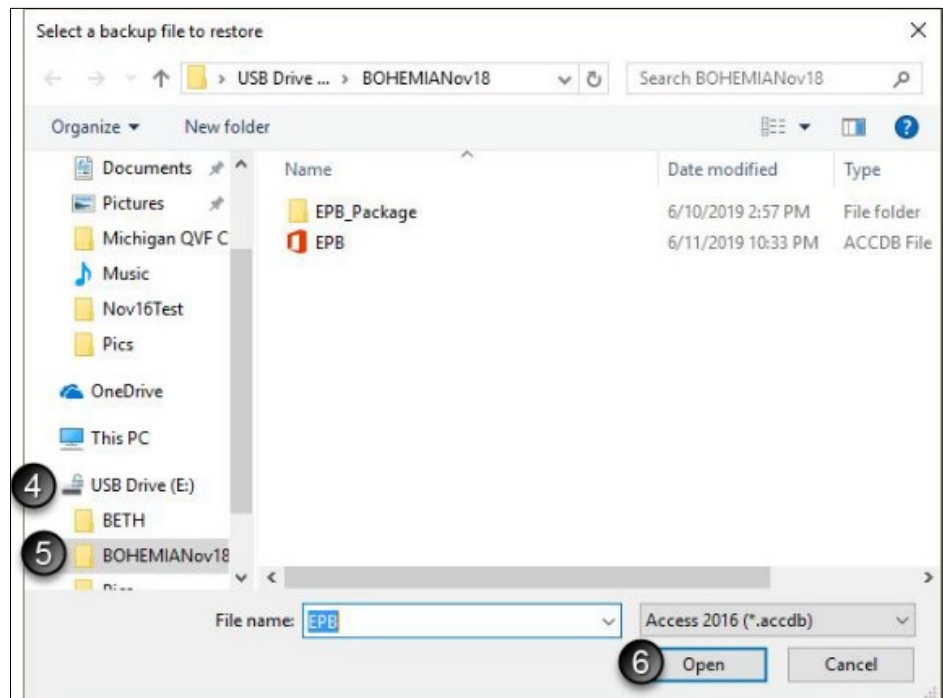 Select a backup file to restore
> USB Drive ... > BOHEMIANov18
Search BOHEMIANov18
Organize
New folder
Name
Date modified
Type
Documents
Pictures
Michigan QVF C
Music
Nov16Test
Pics
OneDrive
This PC
4 USB Drive (E:)
BETH
5 BOHEMIANov18
EPB_Package 6/10/2019 2:57 PM File folder
EPB 6/11/2019 10:33 PM ACCDB File
File name: EPB
Access 2016 (*.accdb)
6 Open
Cancel